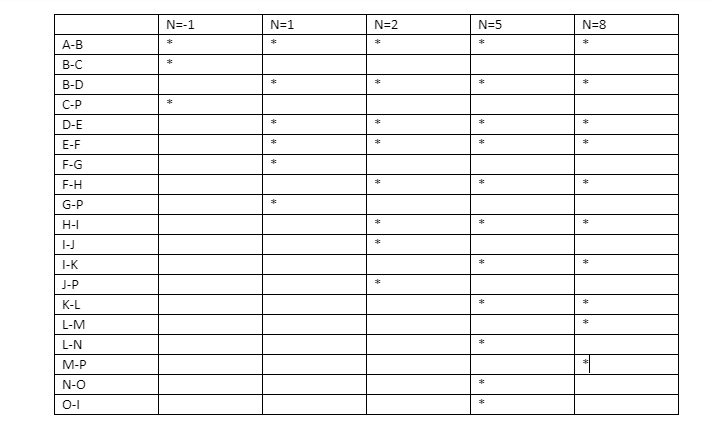 N=-1 N=1 N=2 N=5 N=8
A-B * * * * *
B-C *
B-D * * * *
C-P *
D-E * * * *
E-F * * * *
F-G *
F-H * * *
G-P *
H-I * * *
I-J *
I-K * *
J-P *
K-L * *
L-M *
L-N *
M-P *
N-O *
O-I *